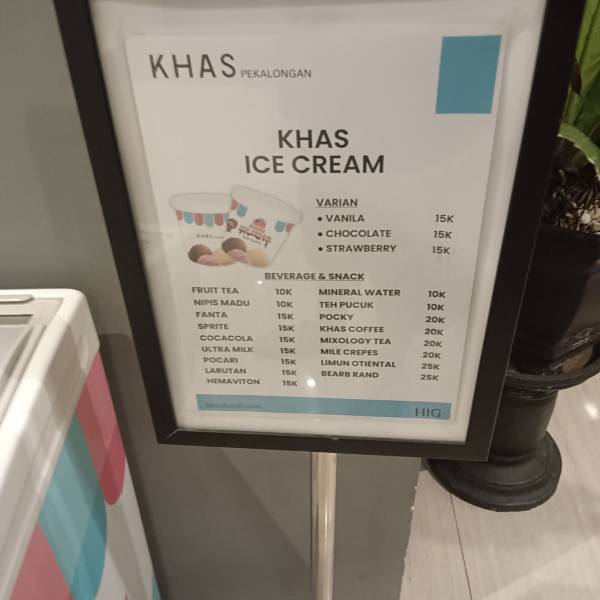 KHAS PEKALONGAN
KHAS
ICE CREAM
VARIAN
• VANILA 15K
• CHOCOLATE 15K
• STRAWBERRY 15K
BEVERAGE & SNACK
FRUIT TEA 10K MINERAL WATER 10K
NIPIS MADU 10K TEH PUCUK 10K
FANTA 15K POCKY 20K
SPRITE 15K KHAS COFFEE 20K
COCACOLA 15K MIXOLOGY TEA 20K
ULTRA MILK 15K MILE CREPES 20K
POCARI 15K LIMUN OTIENTAL 25K
LARUTAN 15K BEARB RAND 25K
HEMAVITON 15K
HIG